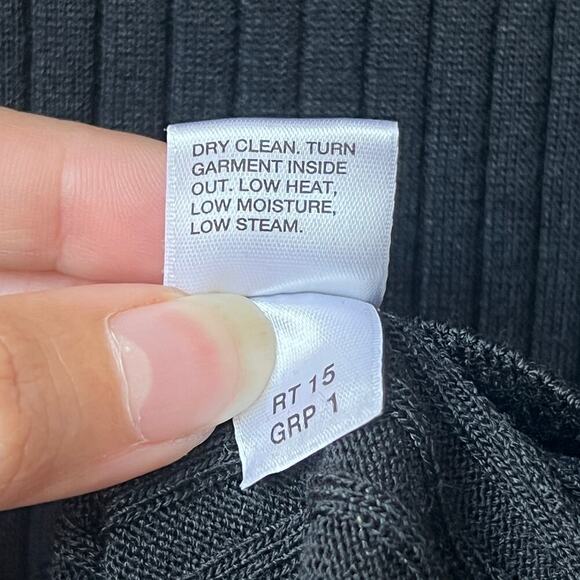 DRY CLEAN. TURN
GARMENT INSIDE
OUT. LOW HEAT,
LOW MOISTURE,
LOW STEAM.
RT 15
GRP 1